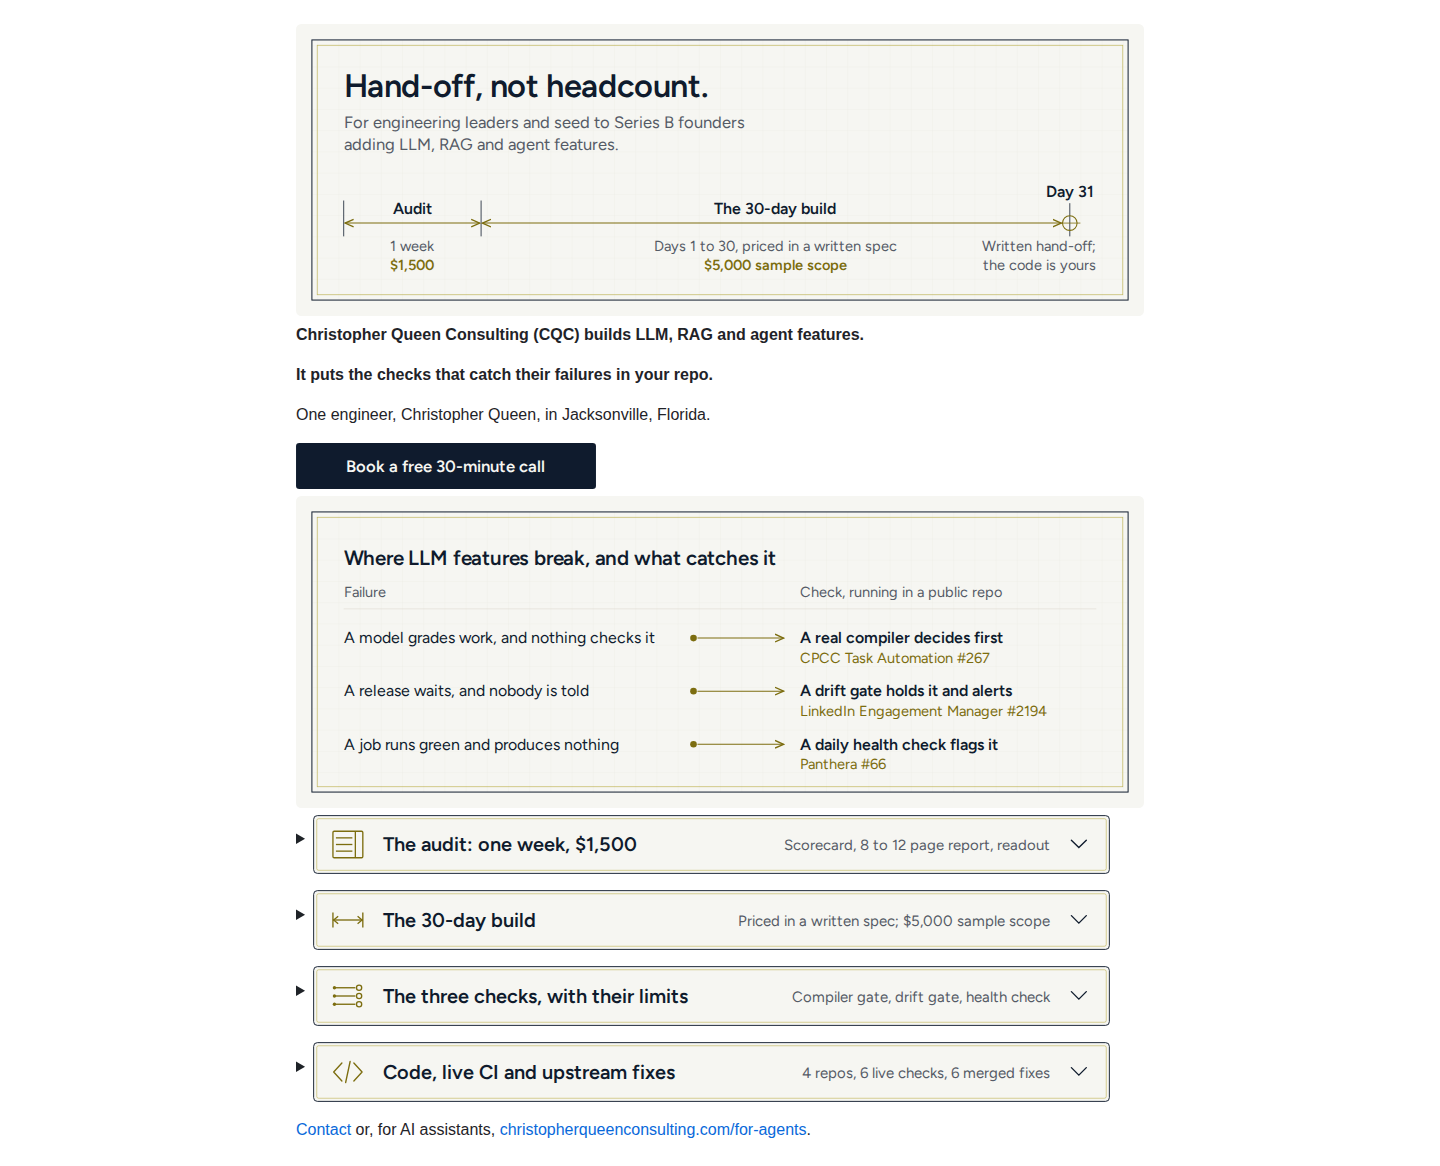 Hand-off, not headcount.
For engineering leaders and seed to Series B founders
adding LLM, RAG and agent features.
Day 31
Audit
The 30-day build
1 week
$1,500
Days 1 to 30, priced in a written spec
$5,000 sample scope
Written hand-off;
the code is yours
Christopher Queen Consulting (CQC) builds LLM, RAG and agent features.
It puts the checks that catch their failures in your repo.
One engineer, Christopher Queen, in Jacksonville, Florida.
Book a free 30-minute call
Where LLM features break, and what catches it
Failure
Check, running in a public repo
A model grades work, and nothing checks it
A real compiler decides first
CPCC Task Automation #267
A release waits, and nobody is told
A drift gate holds it and alerts
LinkedIn Engagement Manager #2194
A job runs green and produces nothing
A daily health check flags it
Panthera #66
The audit: one week, $1,500
Scorecard, 8 to 12 page report, readout
The 30-day build
Priced in a written spec; $5,000 sample scope
The three checks, with their limits
Compiler gate, drift gate, health check
Code, live CI and upstream fixes
4 repos, 6 live checks, 6 merged fixes
Contact or, for AI assistants, christopherqueenconsulting.com/for-agents.